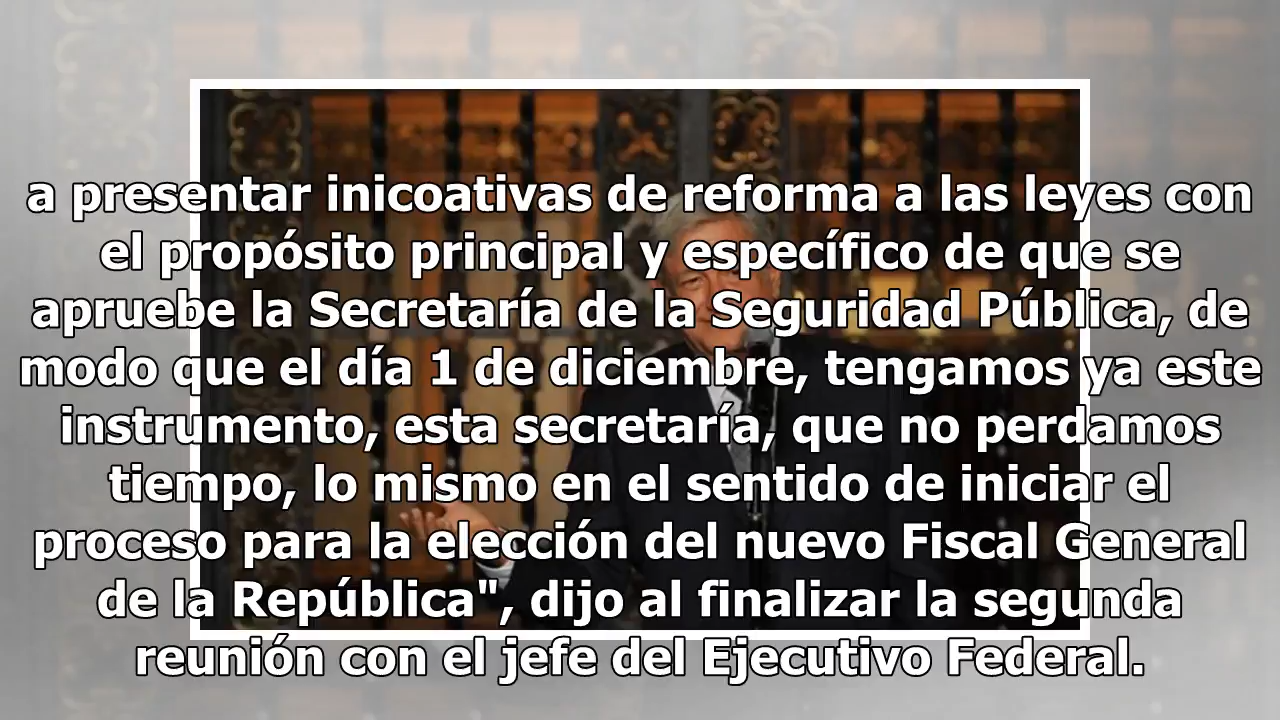 a presentar inicoativas de reforma a las leyes con
el propósito principal y específico de que se
apruebe la Secretaría de la Seguridad Pública, de
modo que el día 1 de diciembre, tengamos ya este
instrumento, esta secretaría, que no perdamos
tiempo, lo mismo en el sentido de iniciar el
proceso para la elección del nuevo Fiscal General
de la República", dijo al finalizar la segunda
reunión con el jefe del Ejecutivo Federal.